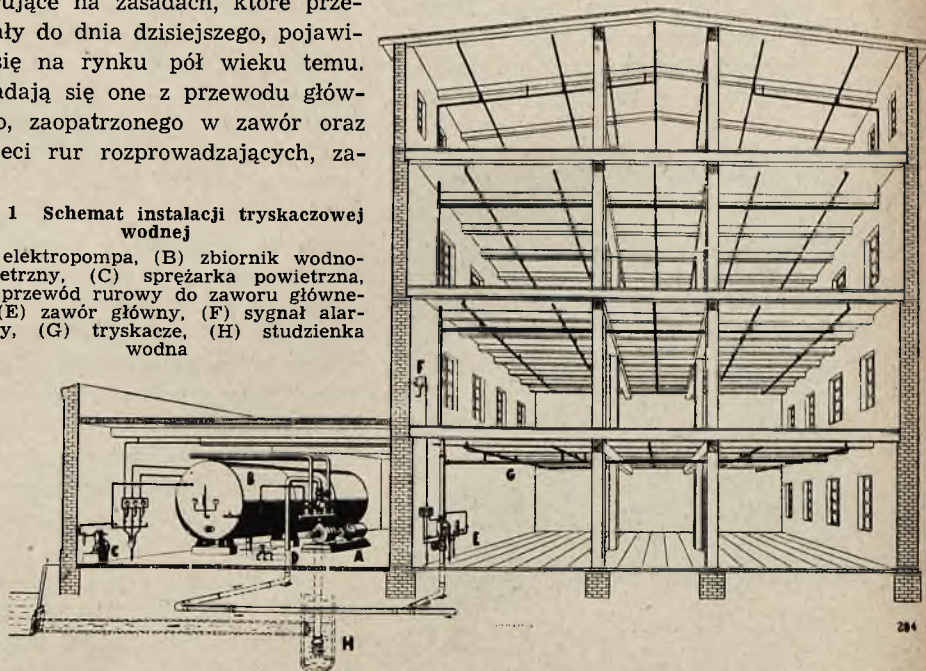 ujące na zasadach, które prze-
ały do dnia dzisiejszego, pojawi-
się na rynku pół wieku temu.
adają się one z przewodu głów-
o, zaopatrzonego w zawór oraz
eci rur rozprowadzających, za-
1 Schemat instalacji tryskaczowej
wodnej
elektropompa, (B) zbiornik wodno-
etrzny, (C) sprężarka powietrzna,
przewód rurowy do zaworu główne-
(E) zawór główny, (F) sygnał alar-
y, (G) tryskacze, (H) studzienka
wodna
F
B
G
E
C
D
A
H
284